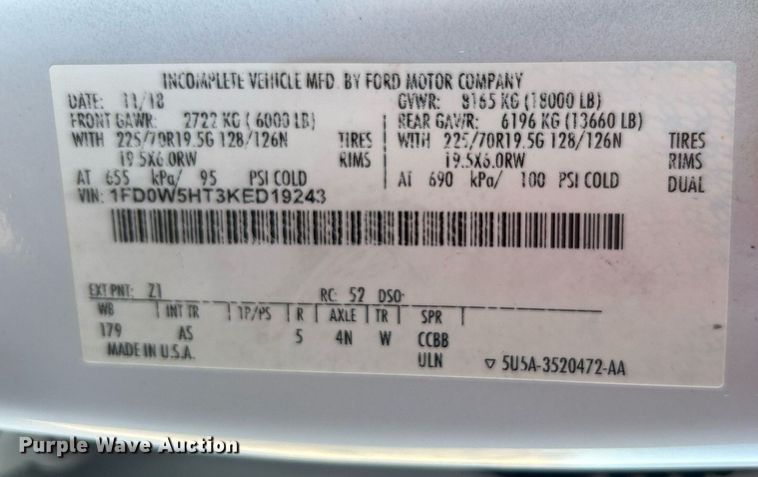 INCOMPLETE VEHICLE MFD. BY FORD MOTOR COMPANY
DATE: 11/18 GVWR: 8165 KG (18000 LB)
FRONT GAWR: 2722 KG ( 6000 LB) REAR GAWR: 6196 KG (13660 LB)
WITH 225/70R19.5G 128/126N TIRES WITH 225/70R19.5G 128/126N TIRES
19.5X6.0RW RIMS 19.5X6.0RW RIMS
AT 655 kPa/ 95 PSI COLD AT 690 kPa/ 100 PSI COLD DUAL
VIN: 1FD0W5HT3KED19243
EXT PNT: Z1 RC: 52 DSO:
WB INT TR TP/PS R AXLE TR SPR
179 AS 5 4N W CCBB
MADE IN U.S.A. ULN ▽ 5U5A-3520472-AA
Purple Wave Auction